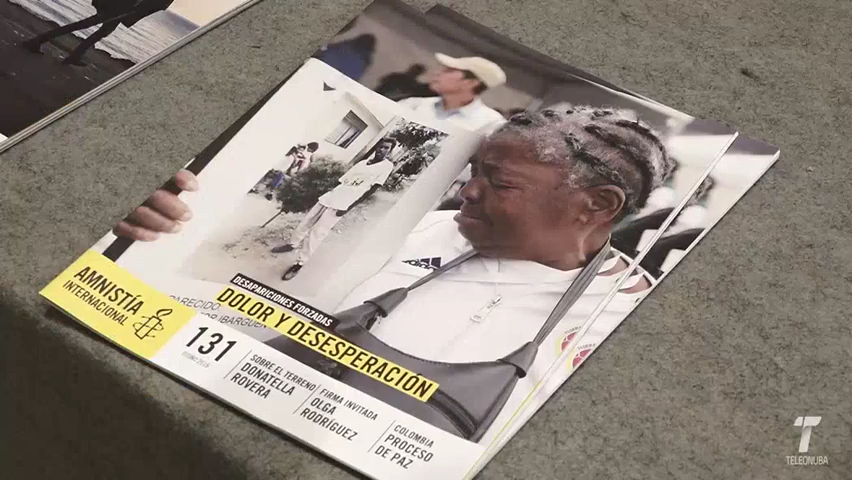 DESAPARICIONES FORZADAS
DOLOR Y DESESPERACIÓN
AMNISTÍA
INTERNACIONAL
131
SOBRE EL TERRENO
DONATELLA
ROVERA
FIRMA INVITADA
OLGA
RODRÍGUEZ
COLOMBIA
PROCESO
DE PAZ
TELEONUBA